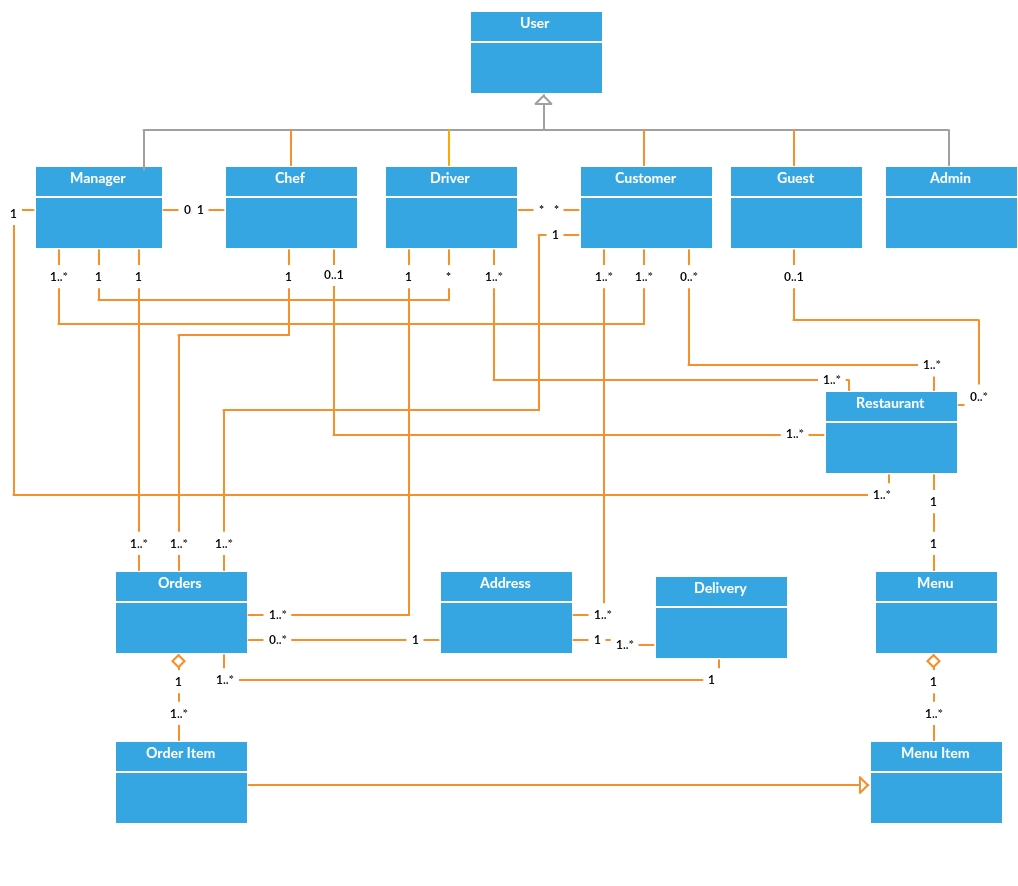 User
Manager
Chef
Driver
Customer
Guest
Admin
1
0 1
* *
1
1..*
1
1
1
0..1
1
*
1..*
1..*
1..*
0..*
0..1
1..*
1..*
0..*
Restaurant
1..*
1..*
1
1..*
1..*
1..*
1
Orders
Address
Delivery
Menu
1..*
1..*
0..*
1
1
1..*
1
1..*
1
1
1..*
1..*
Order Item
Menu Item